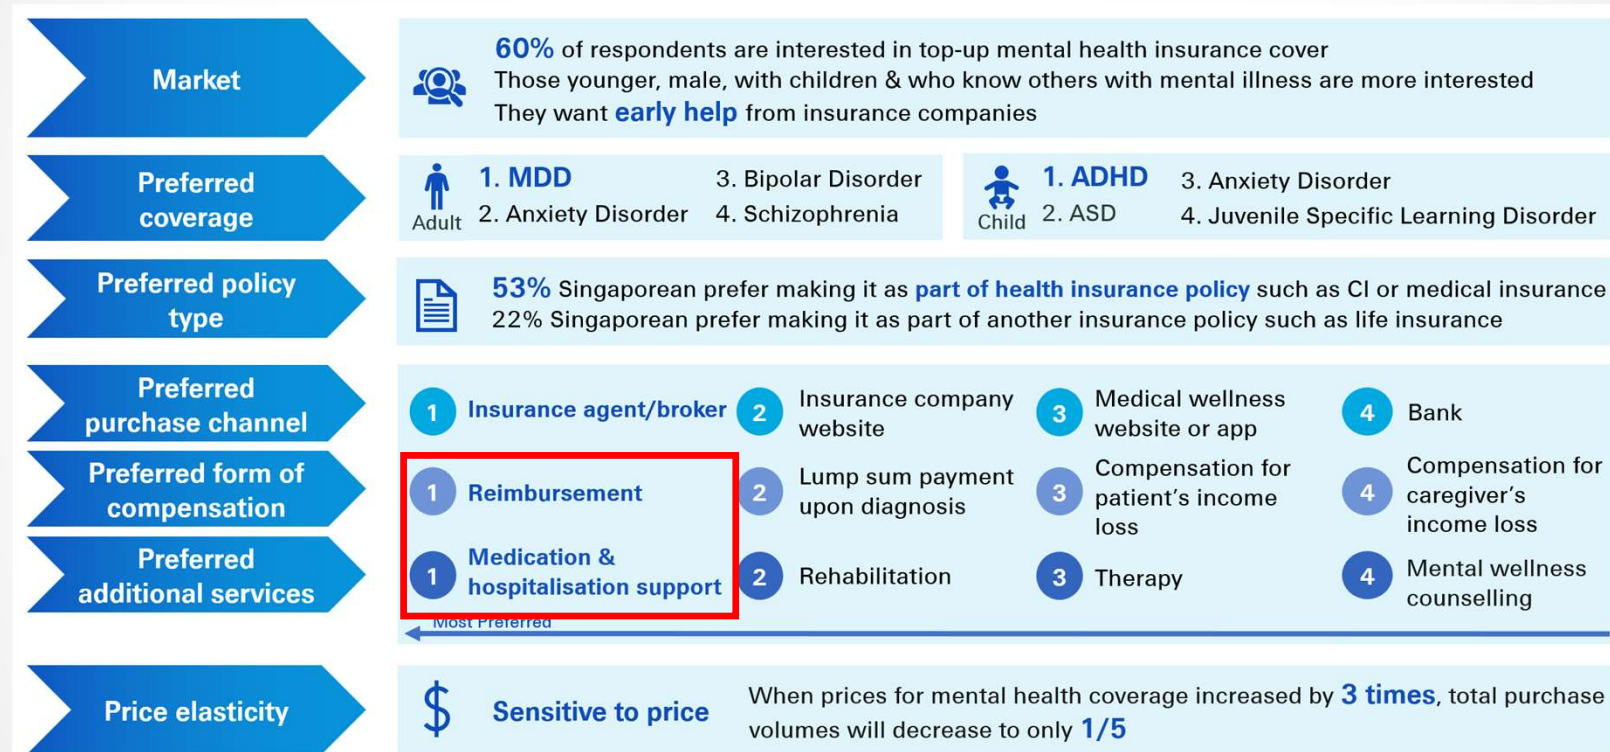 Market
60% of respondents are interested in top-up mental health insurance cover
Those younger, male, with children & who know others with mental illness are more interested
They want early help from insurance companies
Preferred
coverage
Adult
1. MDD
2. Anxiety Disorder
3. Bipolar Disorder
4. Schizophrenia
Child
1. ADHD
2. ASD
3. Anxiety Disorder
4. Juvenile Specific Learning Disorder
Preferred policy
type
53% Singaporean prefer making it as part of health insurance policy such as CI or medical insurance
22% Singaporean prefer making it as part of another insurance policy such as life insurance
Preferred
purchase channel
1 Insurance agent/broker
2 Insurance company
website
3 Medical wellness
website or app
4 Bank
Preferred form of
compensation
1 Reimbursement
2 Lump sum payment
upon diagnosis
3 Compensation for
patient's income
loss
4 Compensation for
caregiver's
income loss
Preferred
additional services
1 Medication &
hospitalisation support
2 Rehabilitation
3 Therapy
4 Mental wellness
counselling
Most Preferred
Price elasticity
$ Sensitive to price
When prices for mental health coverage increased by 3 times, total purchase
volumes will decrease to only 1/5